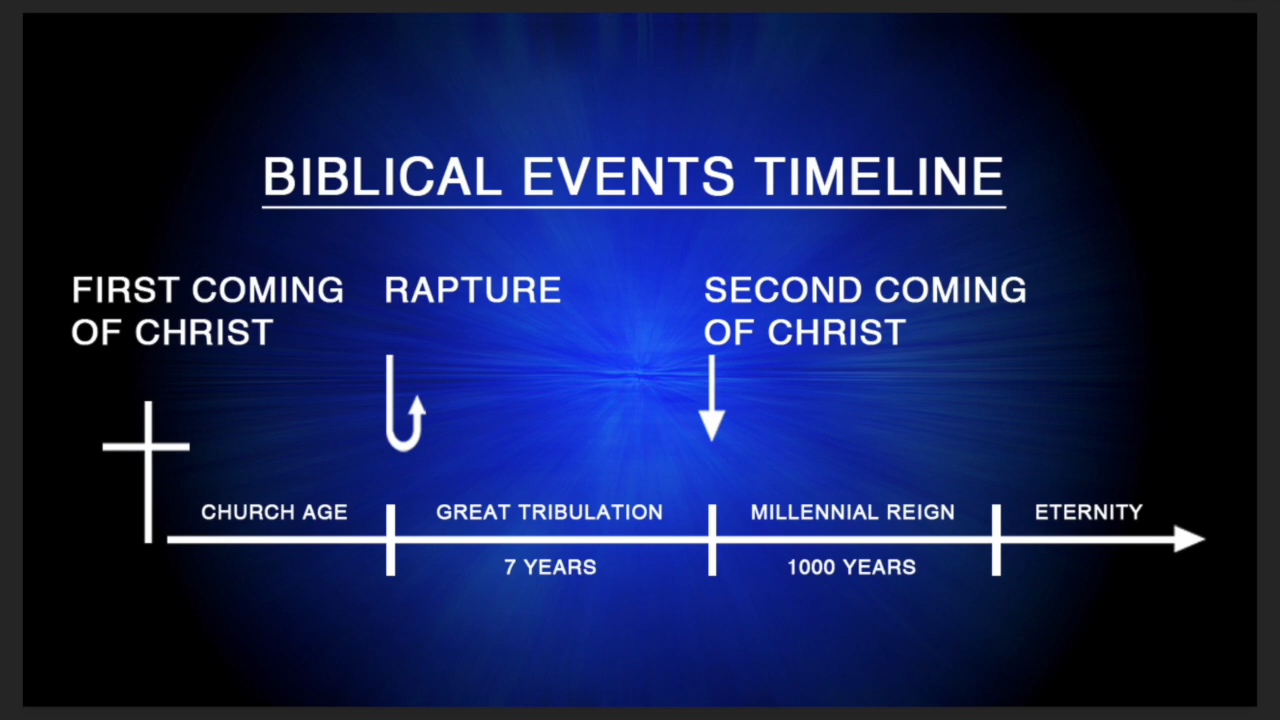 BIBLICAL EVENTS TIMELINE
FIRST COMING
OF CHRIST
RAPTURE
SECOND COMING
OF CHRIST
CHURCH AGE
GREAT TRIBULATION
MILLENNIAL REIGN
ETERNITY
7 YEARS
1000 YEARS